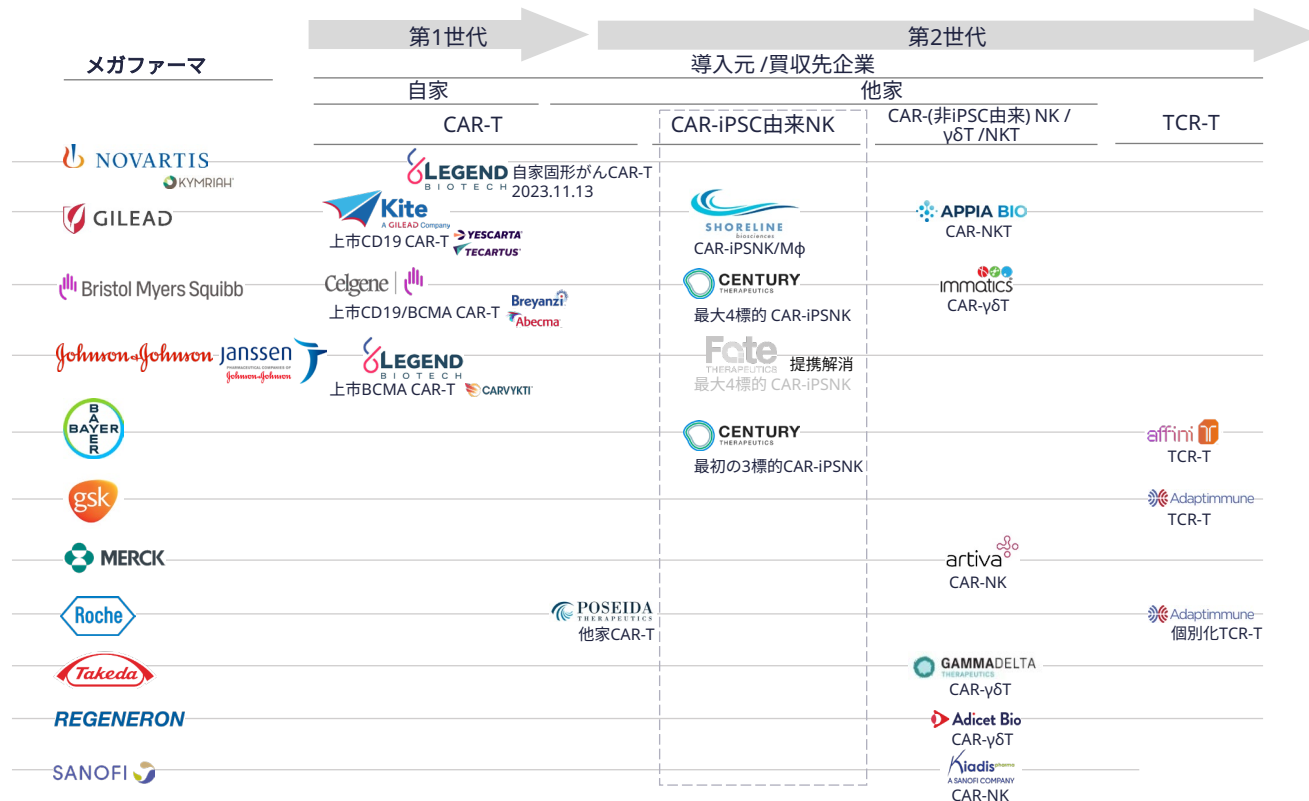 第1世代
第2世代
メガファーマ
導入元 /買収先企業
自家
他家
CAR-T
CAR-iPSC由来NK
CAR-(非iPSC由来) NK /
γδT /NKT
TCR-T
NOVARTIS
KYMRIAH
LEGEND
BIOTECH
自家固形がんCAR-T
2023.11.13
GILEAD
Kite
A GILEAD Company
上市CD19 CAR-T
YESCARTA
TECARTUS
SHORELINE
biosciences
CAR-iPSNK/Mφ
APPIA BIO
CAR-NKT
Bristol Myers Squibb
Celgene
上市CD19/BCMA CAR-T
Breyanzi
Abecma
CENTURY
THERAPEUTICS
最大4標的 CAR-iPSNK
immatics
CAR-γδT
Johnson&Johnson
janssen
PHARMACEUTICAL COMPANIES OF
Johnson&Johnson
LEGEND
BIOTECH
上市BCMA CAR-T
CARVYKTI
Fate
THERAPEUTICS
提携解消
最大4標的 CAR-iPSNK
BAYER
BAYER
CENTURY
THERAPEUTICS
最初の3標的CAR-iPSNK
affini T
TCR-T
gsk
Adaptimmune
TCR-T
MERCK
artiva
CAR-NK
Roche
POSEIDA
THERAPEUTICS
他家CAR-T
Adaptimmune
個別化TCR-T
Takeda
GAMMADELTA
THERAPEUTICS
CAR-γδT
REGENERON
Adicet Bio
CAR-γδT
SANOFI
Kiadis pharma
A SANOFI COMPANY
CAR-NK